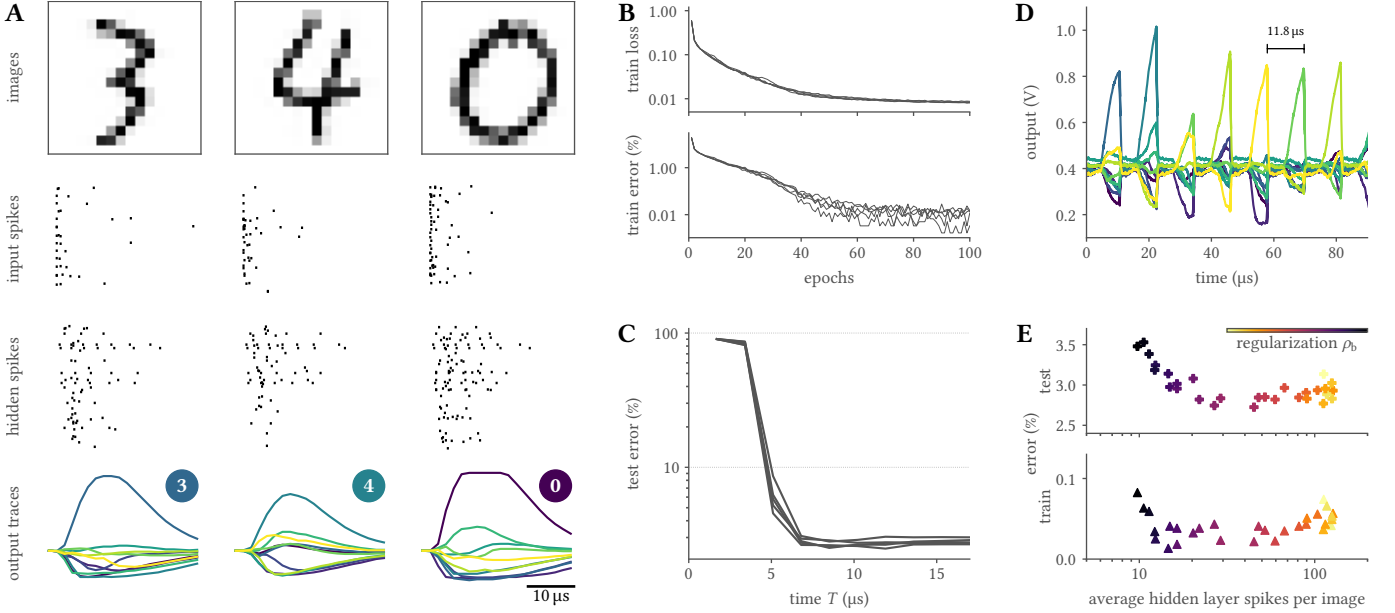 A
images
input spikes
hidden spikes
output traces
3
4
0
10 μs
B
train loss
1.00
0.10
0.01
train error (%)
1.00
0.01
0
20
40
60
80
100
epochs
C
test error (%)
100
10
0
5
10
15
time T (μs)
D
output (V)
1.0
0.8
0.6
0.4
0.2
11.8 μs
0
20
40
60
80
time (μs)
E
regularization ρb
error (%)
test
3.5
3.0
2.5
train
0.1
0.0
10
100
average hidden layer spikes per image